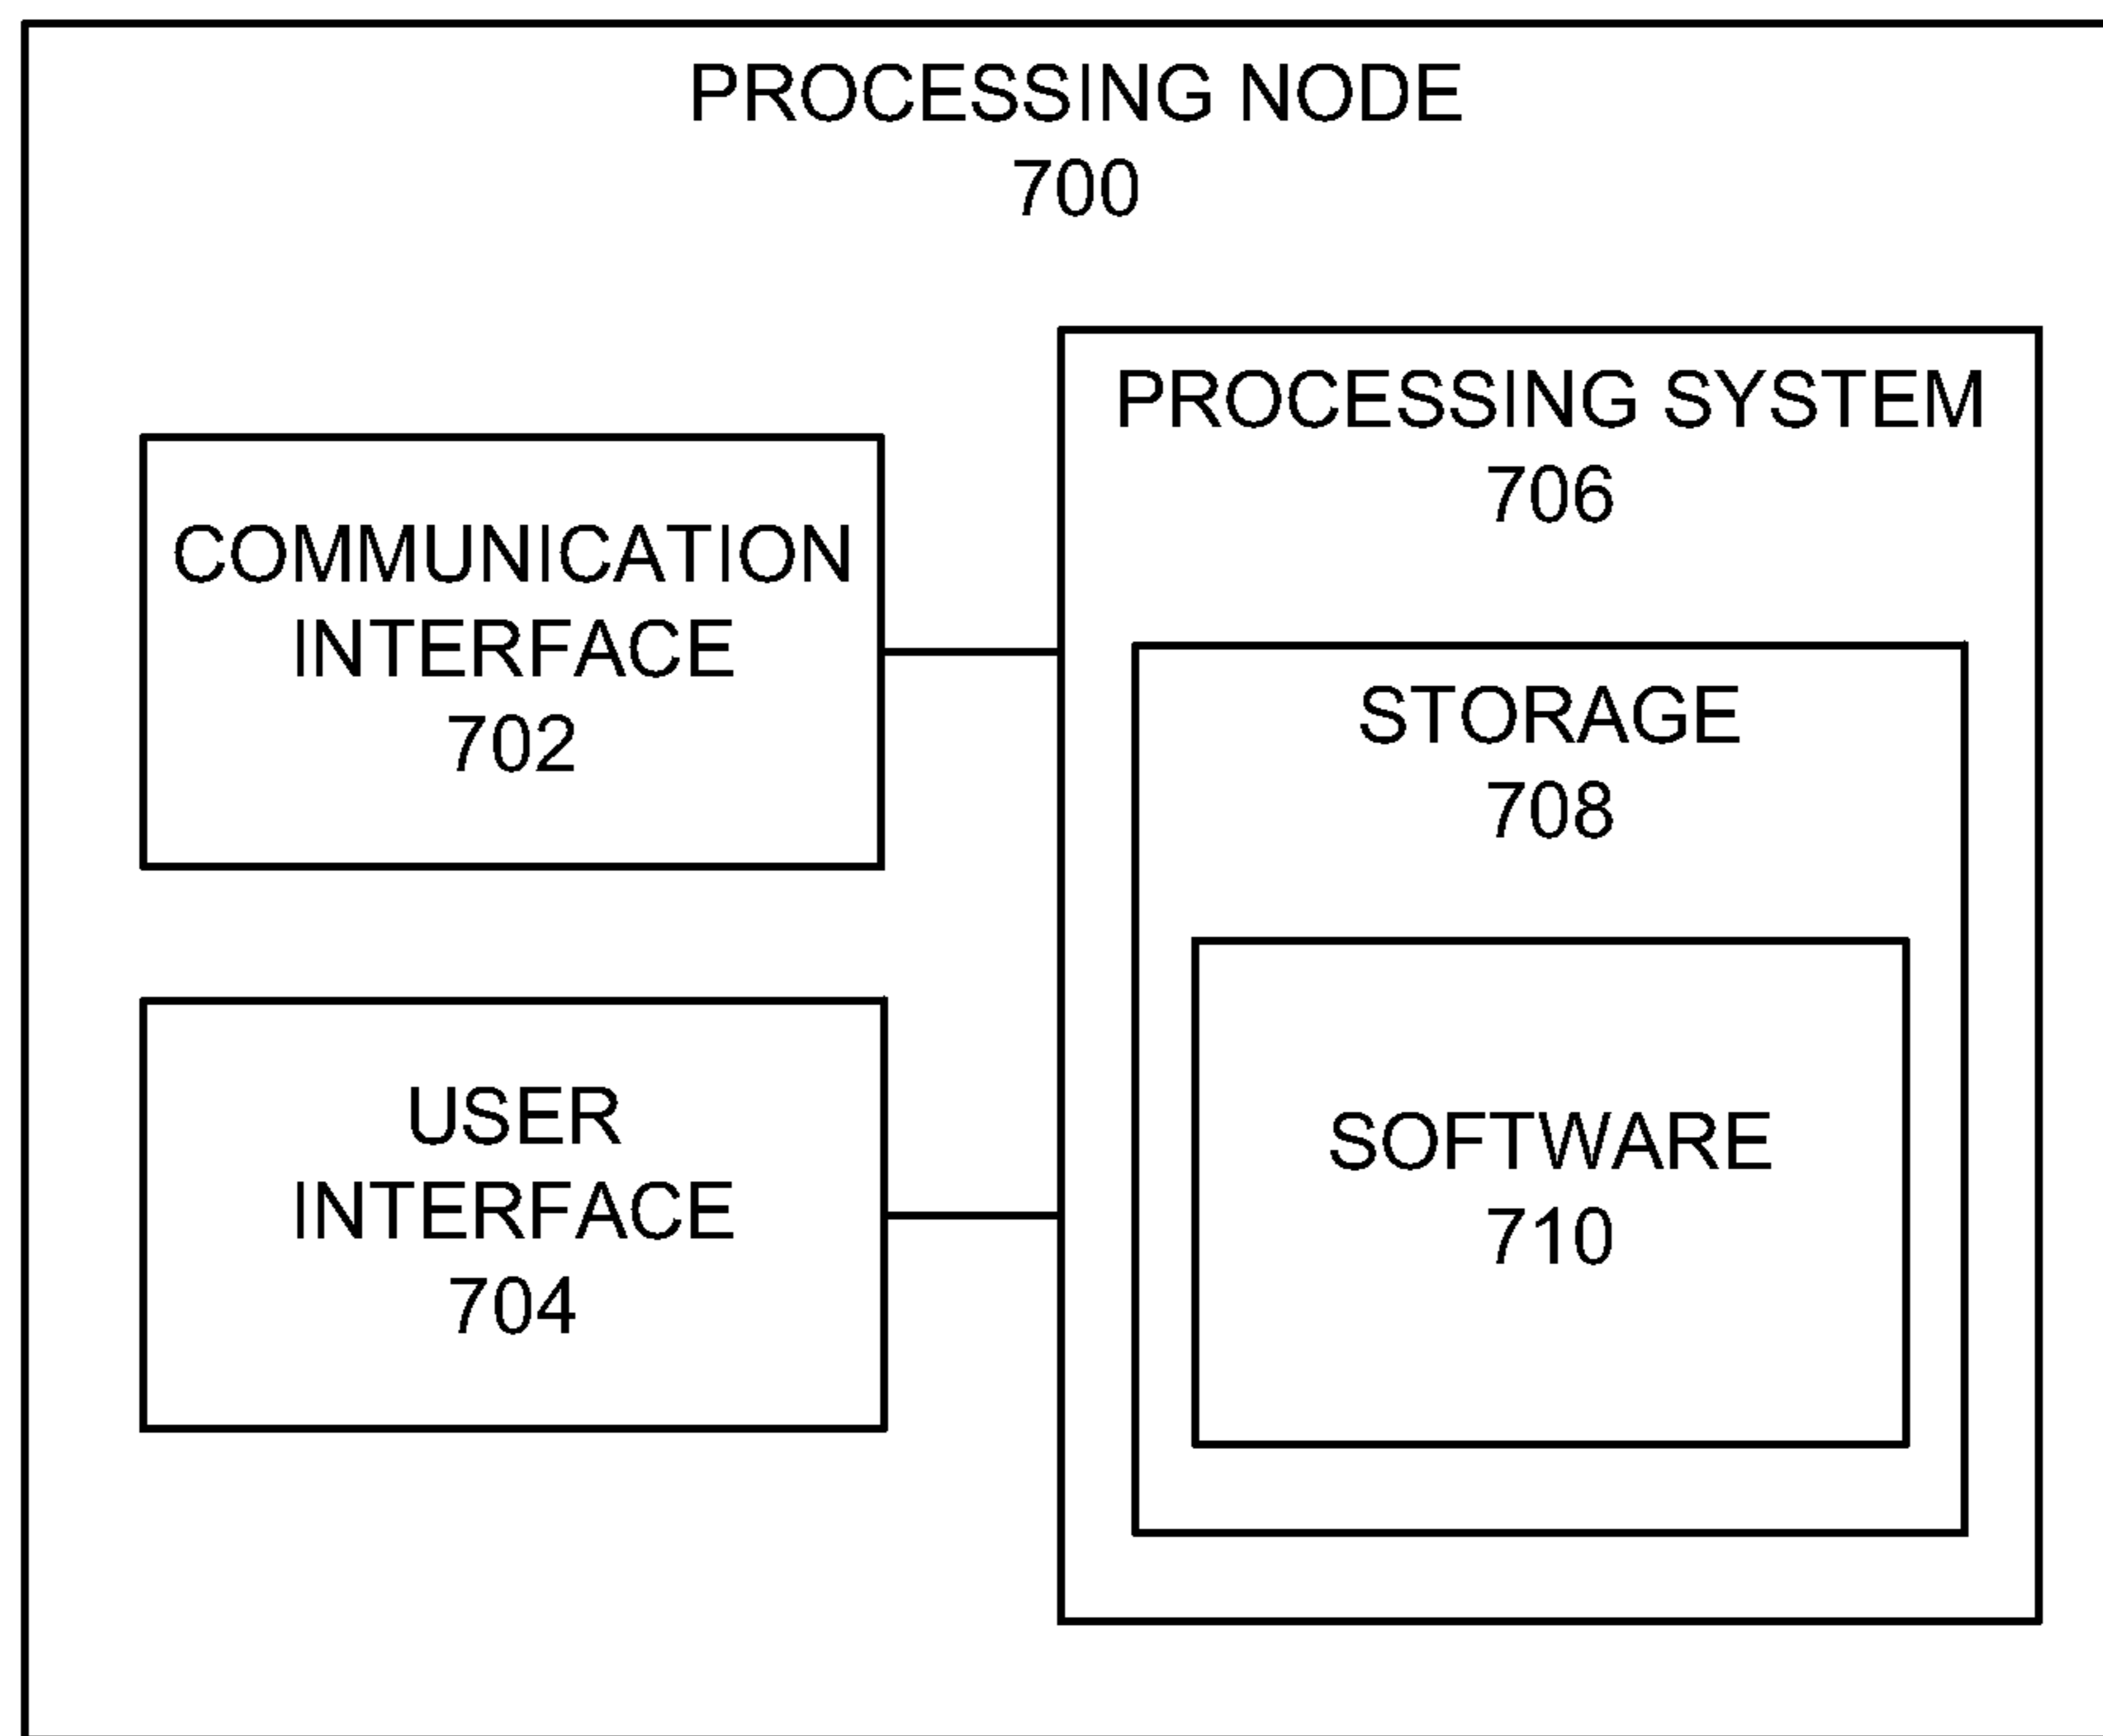 PROCESSING NODE
700
COMMUNICATION
INTERFACE
702
USER
INTERFACE
704
PROCESSING SYSTEM
706
STORAGE
708
SOFTWARE
710